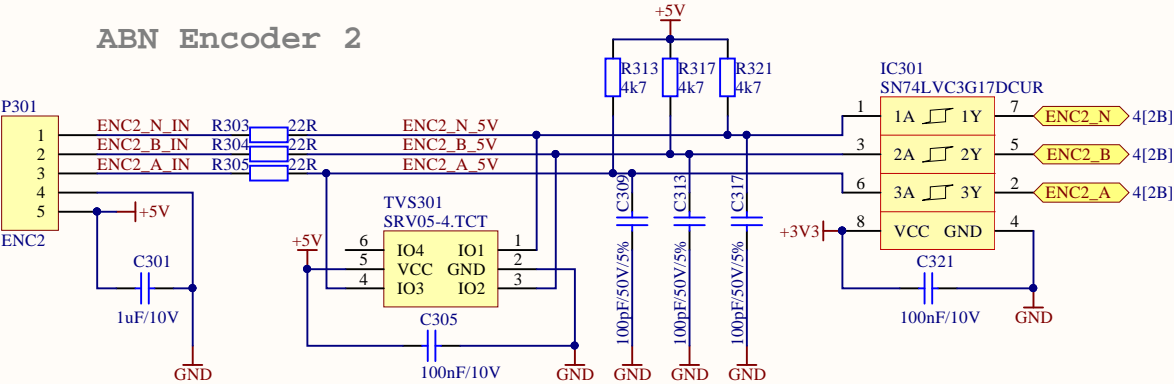 ABN Encoder 2
+5V
R313
4k7
R317
4k7
R321
4k7
IC301
SN74LVC3G17DCUR
1 1A 1Y 7 ENC2_N 4[2B]
3 2A 2Y 5 ENC2_B 4[2B]
6 3A 3Y 2 ENC2_A 4[2B]
+3V3 8 VCC GND 4
C321
100nF/10V
GND
P301
1 ENC2_N_IN R303 22R ENC2_N_5V
2 ENC2_B_IN R304 22R ENC2_B_5V
3 ENC2_A_IN R305 22R ENC2_A_5V
4
5 +5V
ENC2
C301
1uF/10V
GND
TVS301
SRV05-4.TCT
+5V
6 IO4 IO1 1
5 VCC GND 2
4 IO3 IO2 3
C305
100nF/10V
GND
C309
100pF/50V/5%
GND
C313
100pF/50V/5%
GND
C317
100pF/50V/5%
GND